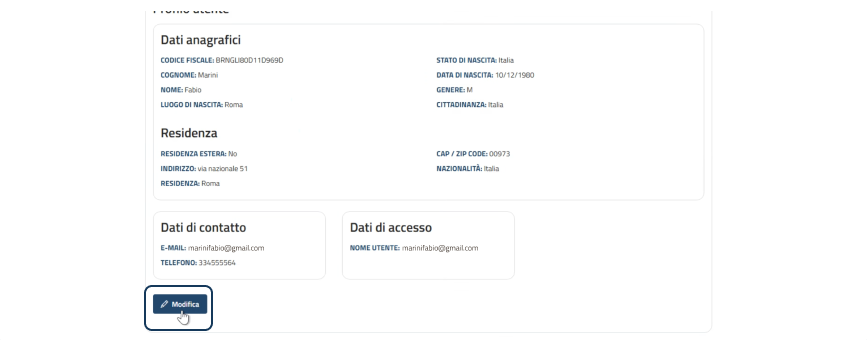 Profilo utente
Dati anagrafici
CODICE FISCALE: BRNGLI80D11D969D
STATO DI NASCITA: Italia
COGNOME: Marini
DATA DI NASCITA: 10/12/1980
NOME: Fabio
GENERE: M
LUOGO DI NASCITA: Roma
CITTADINANZA: Italia
Residenza
RESIDENZA ESTERA: No
CAP / ZIP CODE: 00973
INDIRIZZO: via nazionale 51
NAZIONALITÀ: Italia
RESIDENZA: Roma
Dati di contatto
E-MAIL: marinifabio@gmail.com
TELEFONO: 334555564
Dati di accesso
NOME UTENTE: marinifabio@gmail.com
Modifica